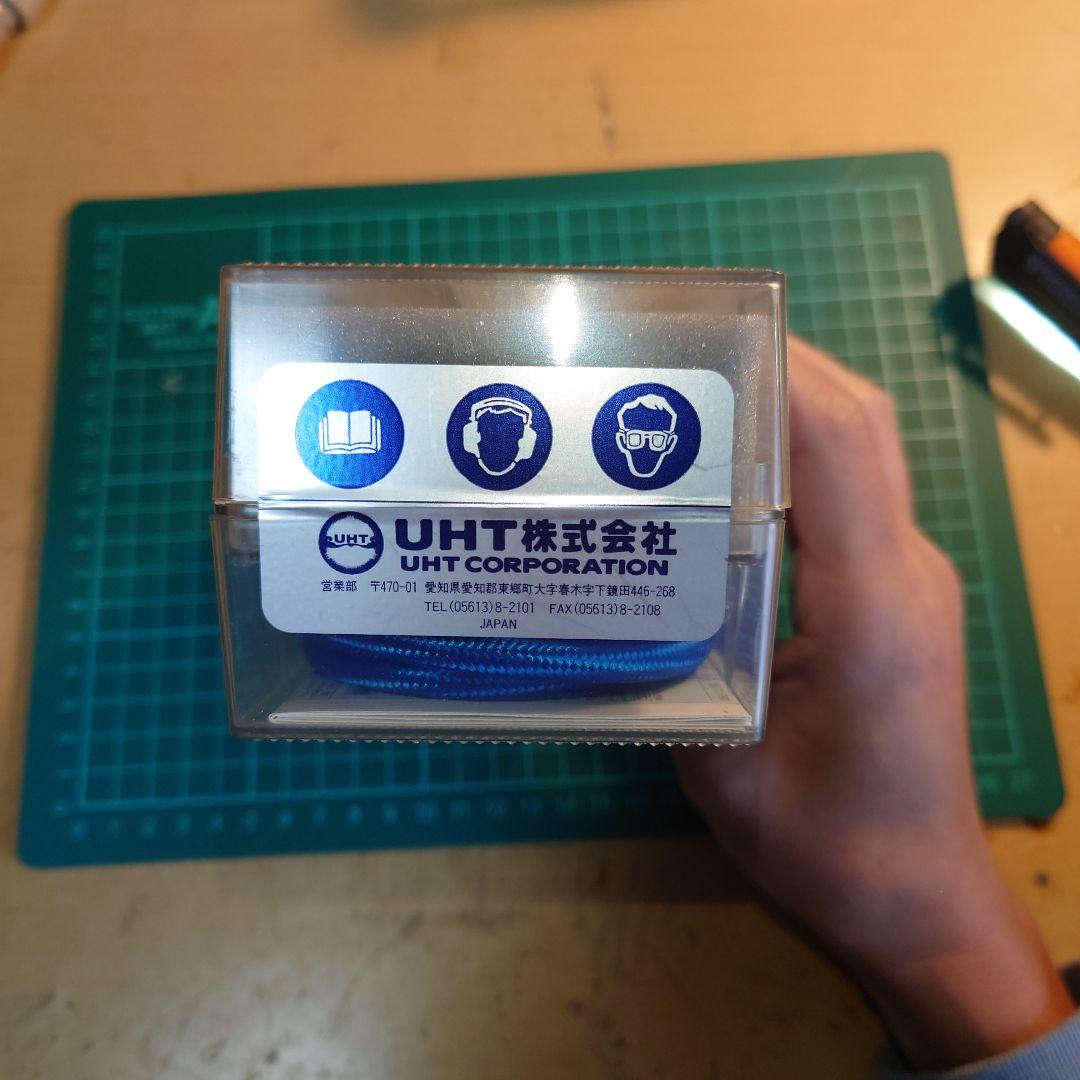 UHT
UHT株式会社
UHT CORPORATION
営業部 〒470-01 愛知県愛知郡東郷町大字春木字下鏡田446-268
TEL(05613)8-2101 FAX(05613)8-2108
JAPAN